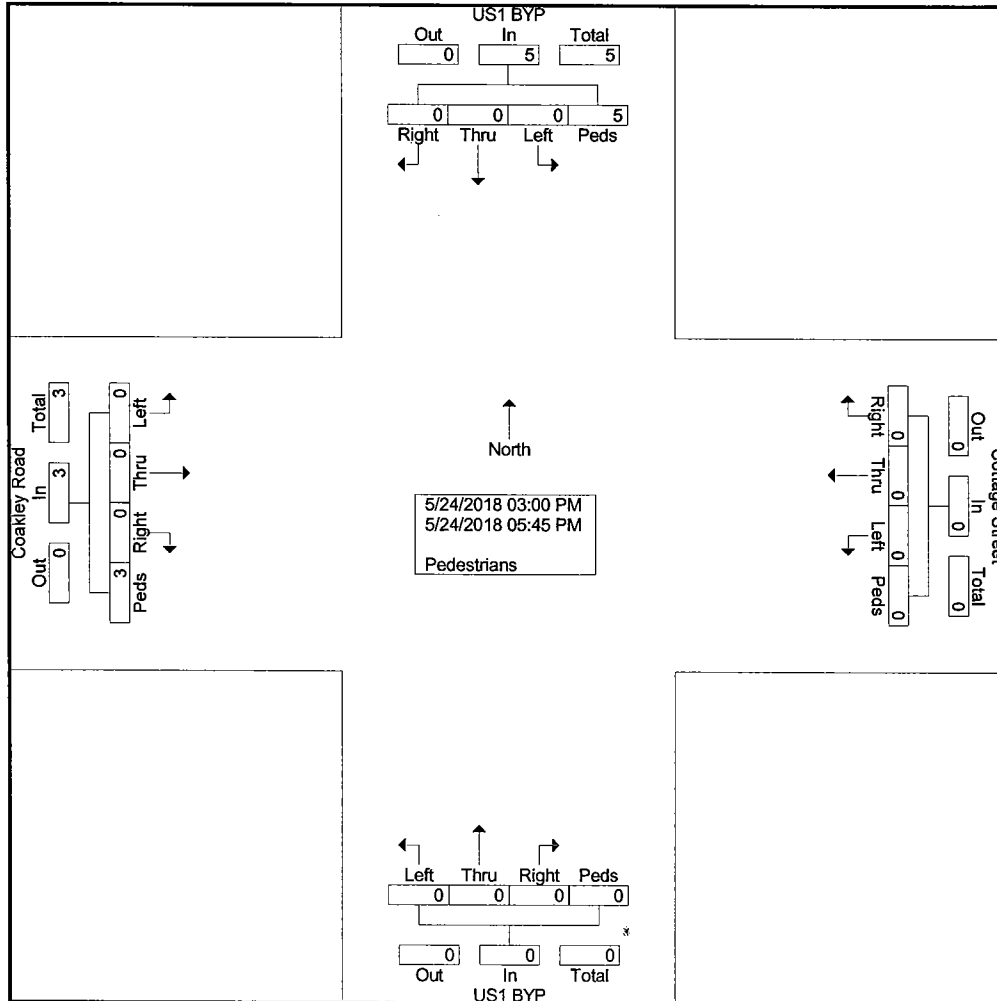 US1 BYP
Out In Total
0 5 5
0 0 0 5
Right Thru Left Peds
Coakley Road
Total In Out
3 3 0
0 0 0 3
Left Thru Right Peds
North
5/24/2018 03:00 PM
5/24/2018 05:45 PM
Pedestrians
Right Thru Left Peds
0 0 0 0
Out In Total
0 0 0
Cottage Street
Left Thru Right Peds
0 0 0 0
0 0 0
Out In Total
US1 BYP